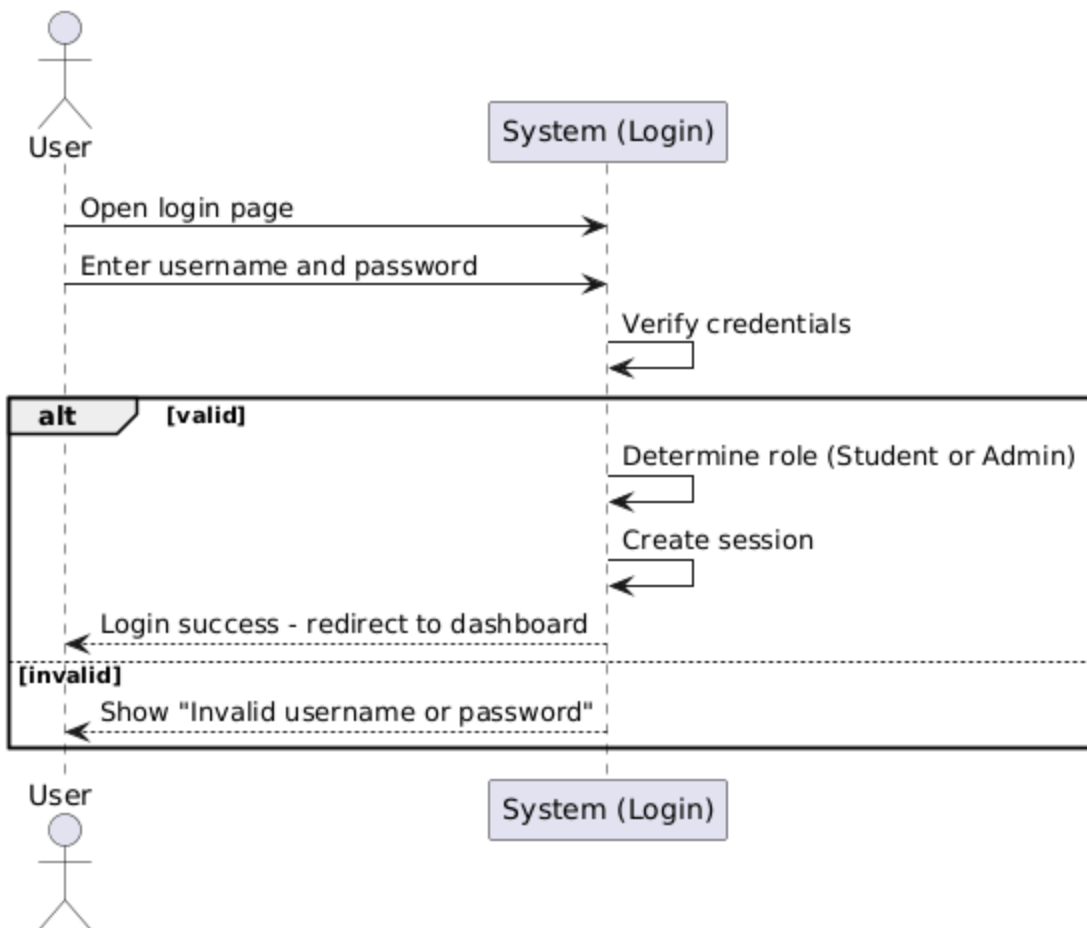 User
System (Login)
Open login page
Enter username and password
Verify credentials
alt [valid]
Determine role (Student or Admin)
Create session
Login success - redirect to dashboard
[invalid]
Show "Invalid username or password"
User
System (Login)